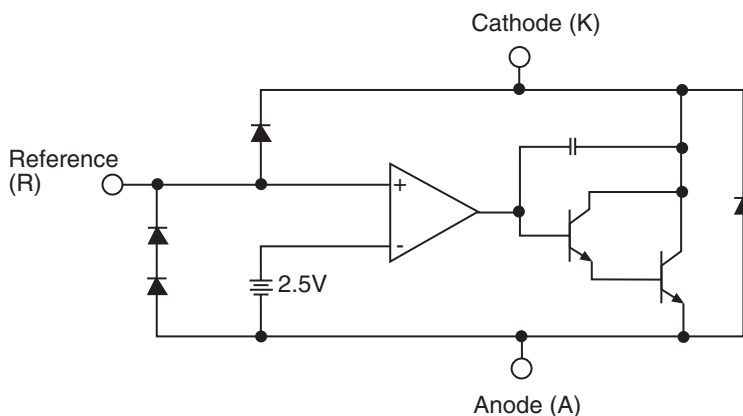 Cathode (K)
Reference
(R)
+
-
2.5V
Anode (A)